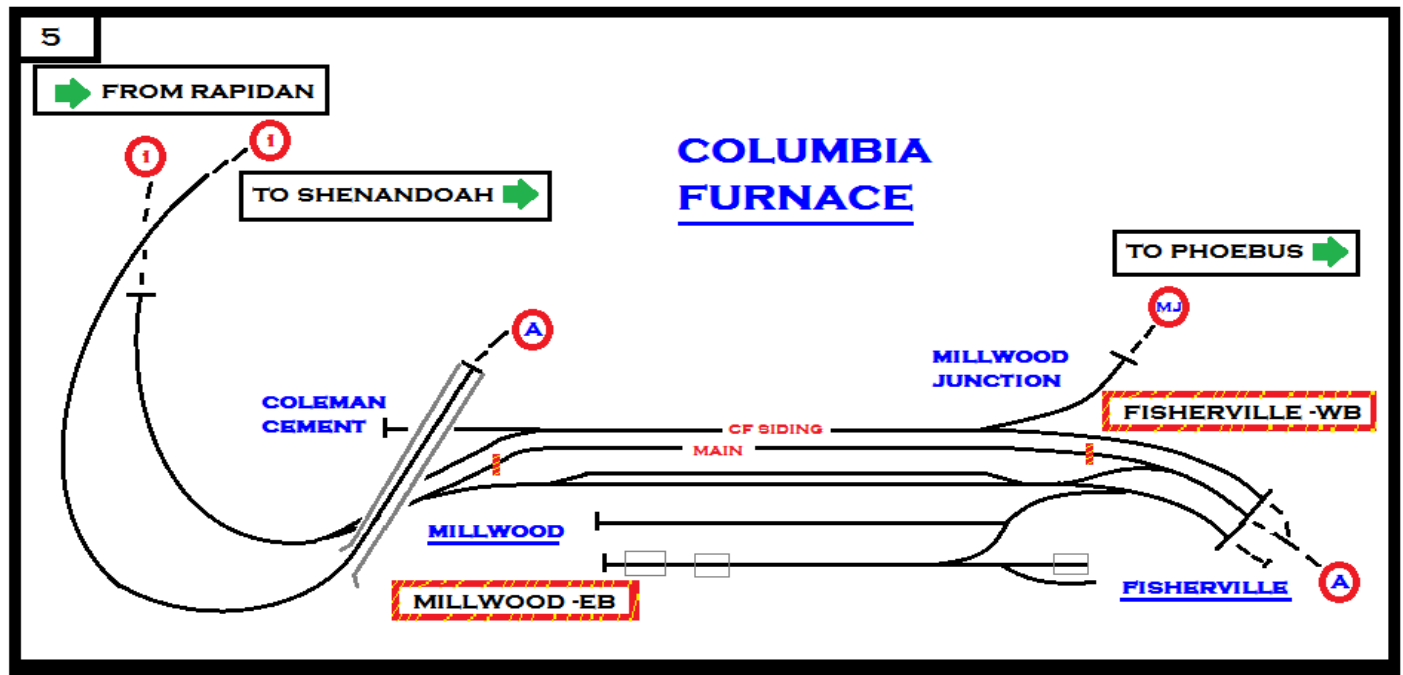 5
FROM RAPIDAN
1
1
TO SHENANDOAH
COLUMBIA
FURNACE
TO PHOEBUS
MJ
A
MILLWOOD
JUNCTION
COLEMAN
CEMENT
FISHERVILLE -WB
CF SIDING
MAIN
MILLWOOD
MILLWOOD -EB
FISHERVILLE
A